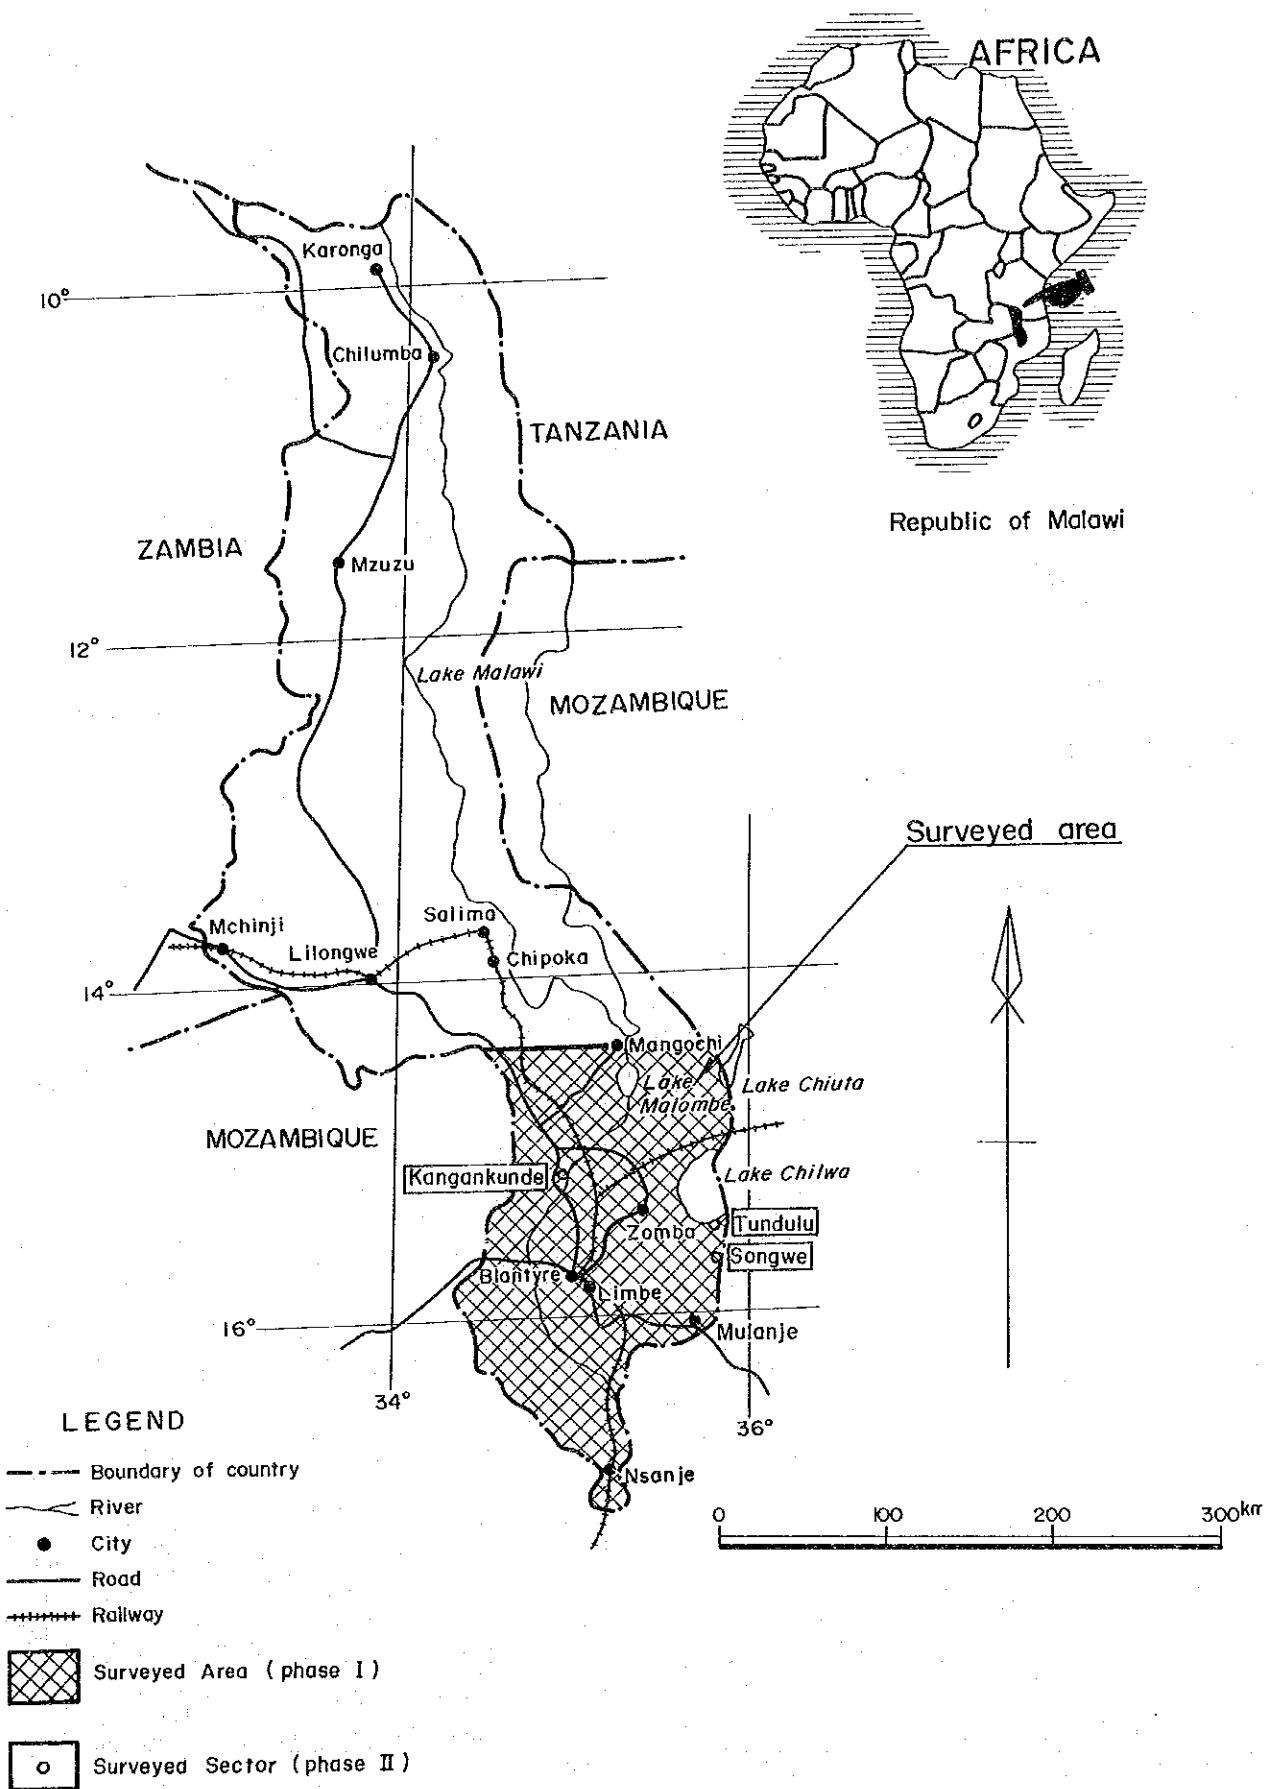 AFRICA
Republic of Malawi
Karonga
10°
Chilumba
TANZANIA
ZAMBIA
Mzuzu
12°
Lake Malawi
MOZAMBIQUE
Surveyed area
Mchinji
Salima
Lilongwe
Chipoka
14°
Mangochi
Lake Malombe
Lake Chiuta
MOZAMBIQUE
Kangankunde
Lake Chilwa
Zomba
Tundulu
Songwe
Blantyre
Limbe
16°
Mulanje
34°
36°
Nsanje
LEGEND
Boundary of country
River
City
Road
Railway
Surveyed Area (phase I)
Surveyed Sector (phase II)
0 100 200 300km